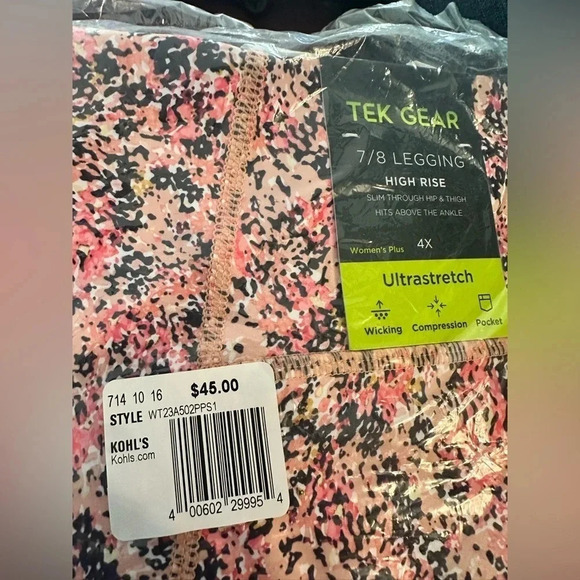 TEK GEAR
7/8 LEGGING
HIGH RISE
SLIM THROUGH HIP & THIGH
HITS ABOVE THE ANKLE
Women's Plus 4X
Ultrastretch
Wicking Compression Pocket
714 10 16 $45.00
STYLE WT23A502PPS1
KOHL'S
Kohls.com
4 00602 29995 4